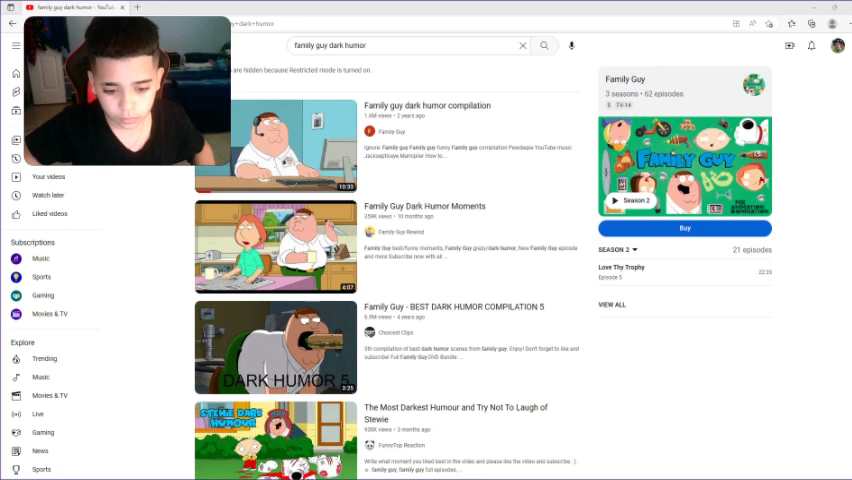 family guy dark humor - YouTu
y+dark+humor
family guy dark humor
are hidden because Restricted mode is turned on.
Family guy dark humor compilation
1.6M views • 2 years ago
Family Guy
Ignore: Family guy Family guy funny Family guy compilation Pewdiepie YouTube music
Jacksepticeye Markiplier How to ...
10:33
Family Guy Dark Humor Moments
359K views • 10 months ago
Family Guy Rewind
Family Guy best/funny moments, Family Guy crazy/dark humor, New Family Guy episode
and more Subscribe now with all ...
4:07
Family Guy - BEST DARK HUMOR COMPILATION 5
6.9M views • 4 years ago
Choicent Clips
5th compilation of best dark humor scenes from family guy. Enjoy! Don't forget to like and
subscribe! Full Family Guy DVD Bundle: ...
DARK HUMOR 5
3:25
The Most Darkest Humour and Try Not To Laugh of
Stewie
930K views • 3 months ago
FunnyTop Reaction
Write what moment you liked best in the video and please like the video and subscribe. :)
family guy, family guy full episodes,...
STEWIE DARK
HUMOUR
Your videos
Watch later
Liked videos
Subscriptions
Music
Sports
Gaming
Movies & TV
Explore
Trending
Music
Movies & TV
Live
Gaming
News
Sports
Family Guy
3 seasons • 62 episodes
E TV-14
FAMILY GUY
Season 2
Buy
SEASON 2
21 episodes
Love Thy Trophy
Episode 5
22:35
VIEW ALL